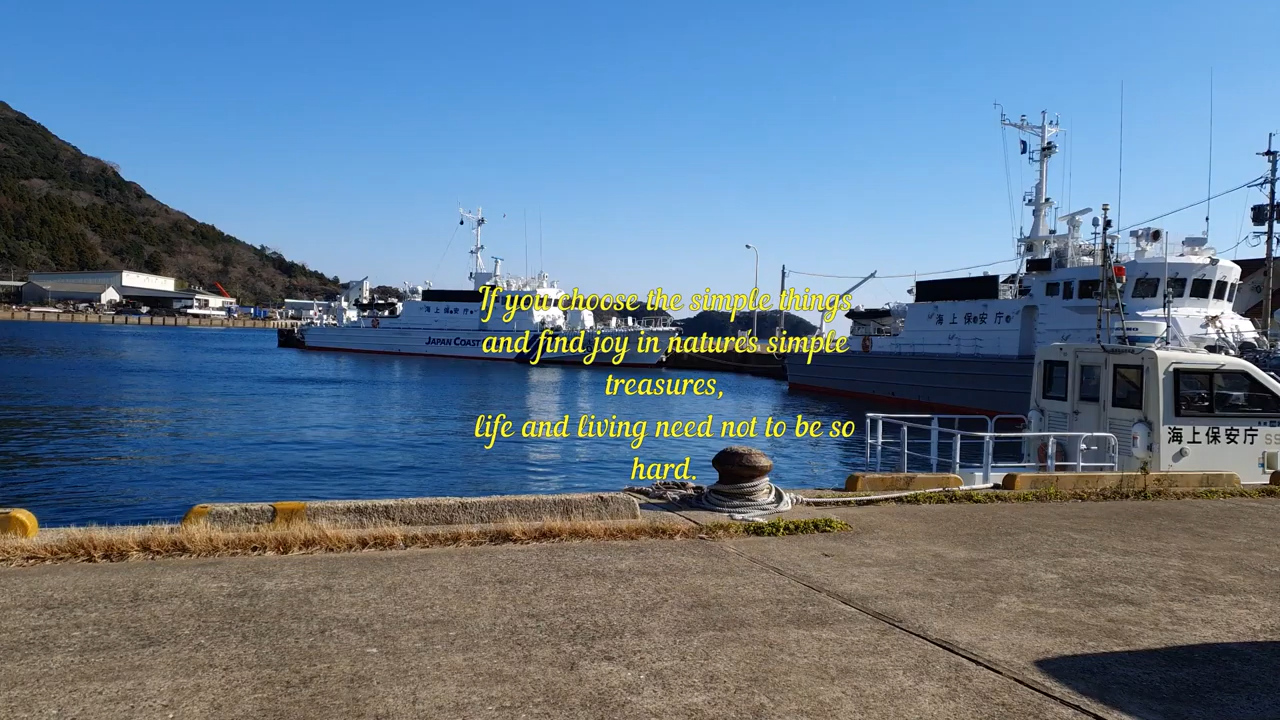 If you choose the simple things
and find joy in nature's simple
treasures,
life and living need not to be so
hard.
海上保安庁
JAPAN COAST
海上保安庁
海上保安庁 SS